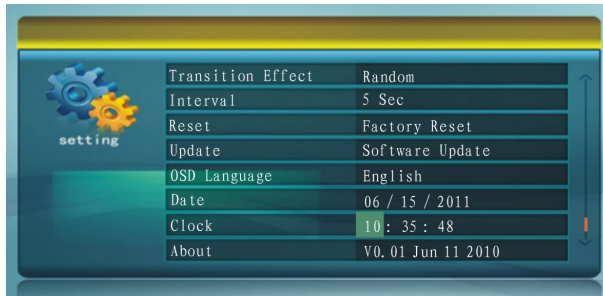 Transition Effect Random
Interval 5 Sec
Reset Factory Reset
setting
Update Software Update
OSD Language English
Date 06 / 15 / 2011
Clock 10 : 35 : 48
About V0.01 Jun 11 2010